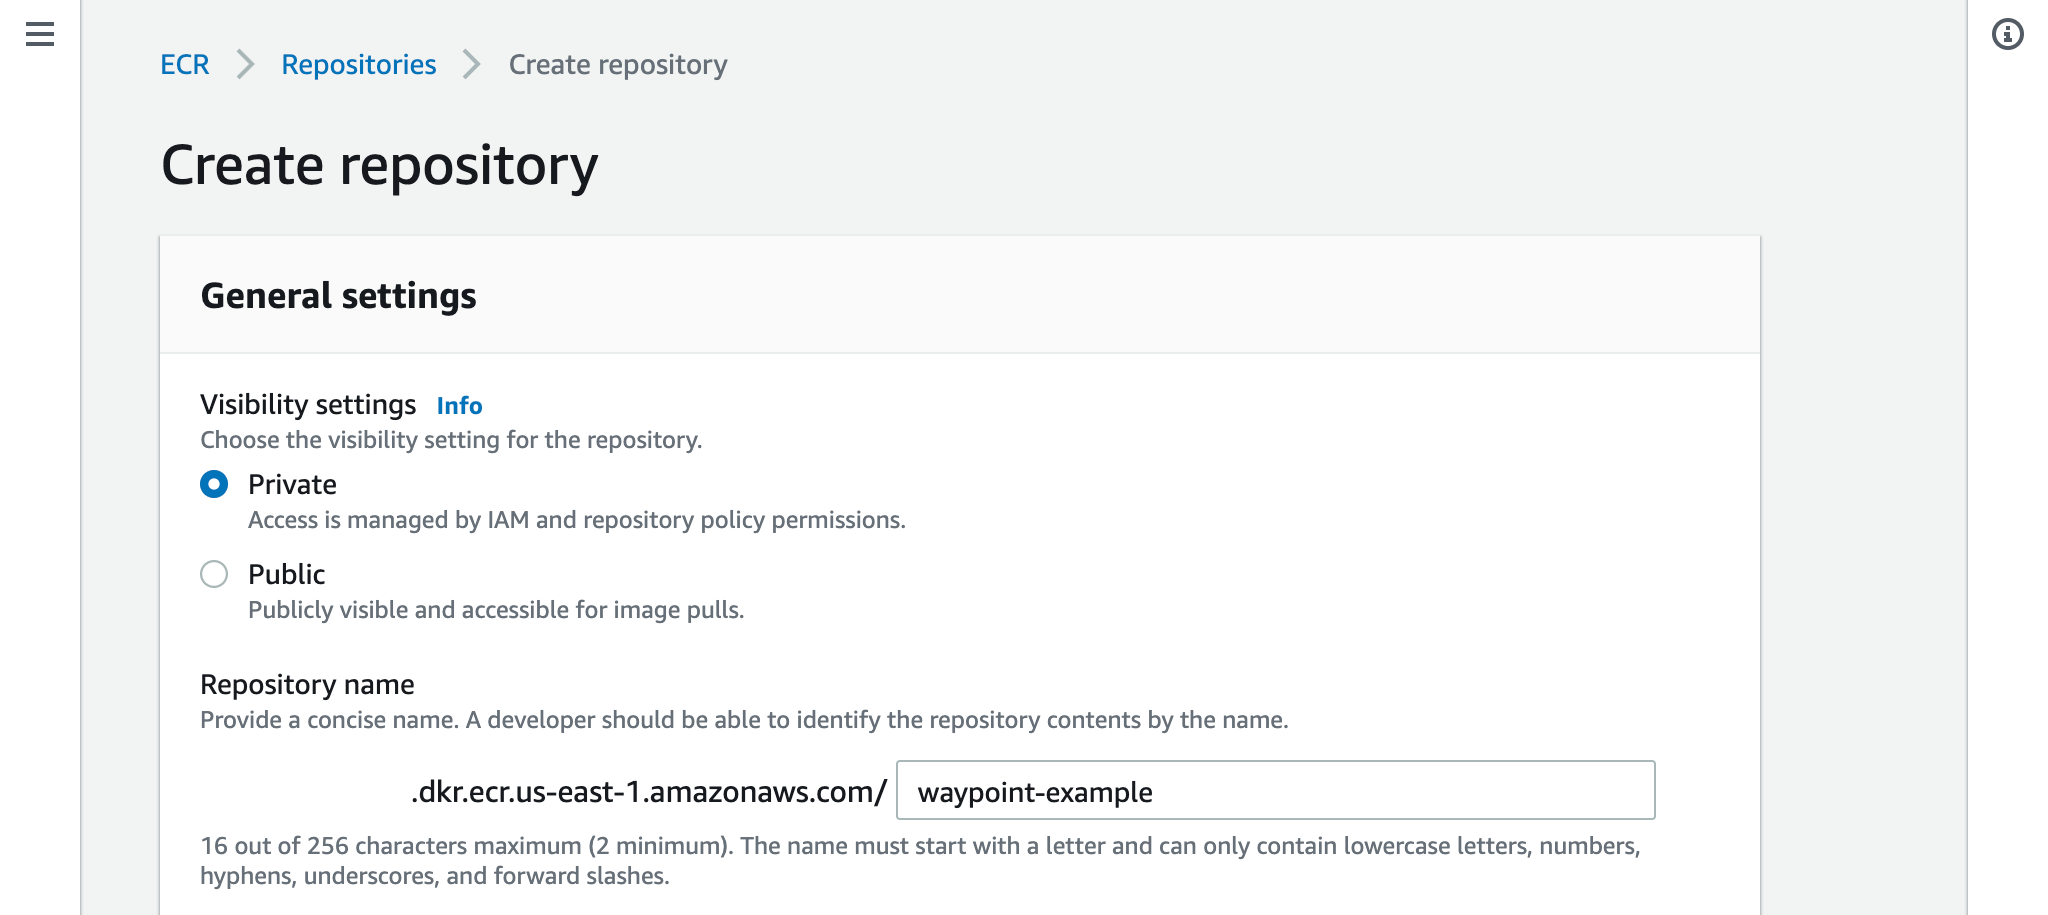 ECR > Repositories > Create repository
Create repository
General settings
Visibility settings Info
Choose the visibility setting for the repository.
Private
Access is managed by IAM and repository policy permissions.
Public
Publicly visible and accessible for image pulls.
Repository name
Provide a concise name. A developer should be able to identify the repository contents by the name.
.dkr.ecr.us-east-1.amazonaws.com/ waypoint-example
16 out of 256 characters maximum (2 minimum). The name must start with a letter and can only contain lowercase letters, numbers,
hyphens, underscores, and forward slashes.